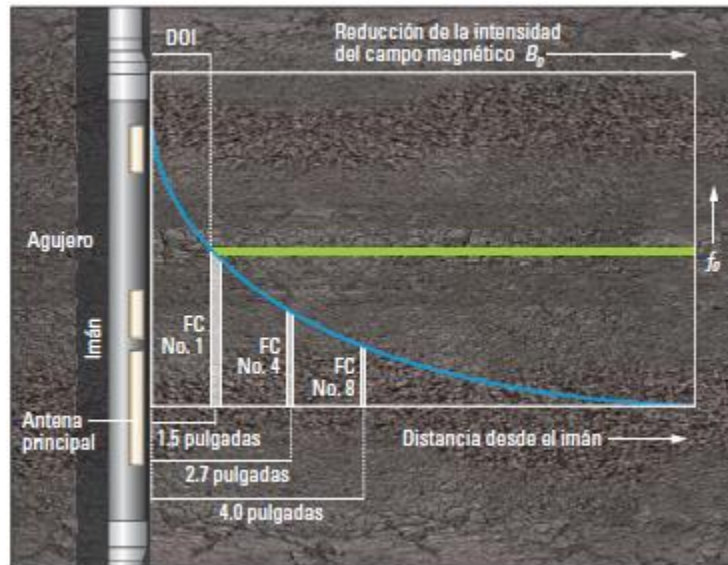 DOI
Reducción de la intensidad
del campo magnético B₀
Agujero
f₀
Imán
FC
No. 1
FC
No. 4
FC
No. 8
Antena
principal
1.5 pulgadas
Distancia desde el imán
2.7 pulgadas
4.0 pulgadas